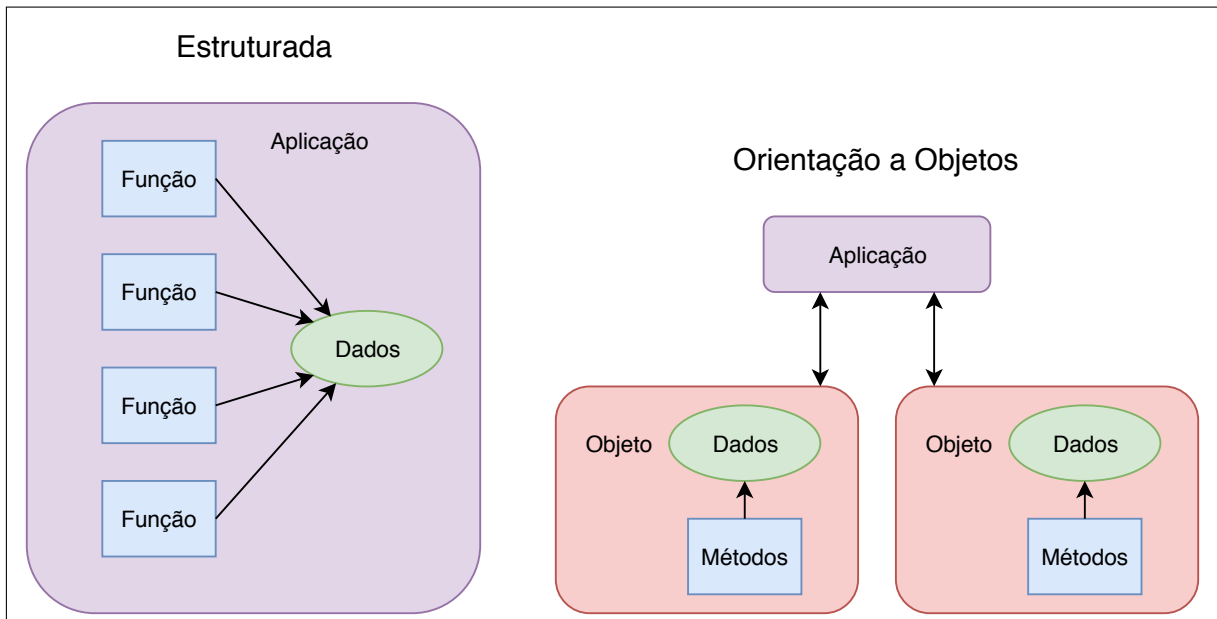 Estruturada
Aplicação
Função
Função
Função
Função
Dados
Orientação a Objetos
Aplicação
Objeto
Dados
Métodos
Objeto
Dados
Métodos